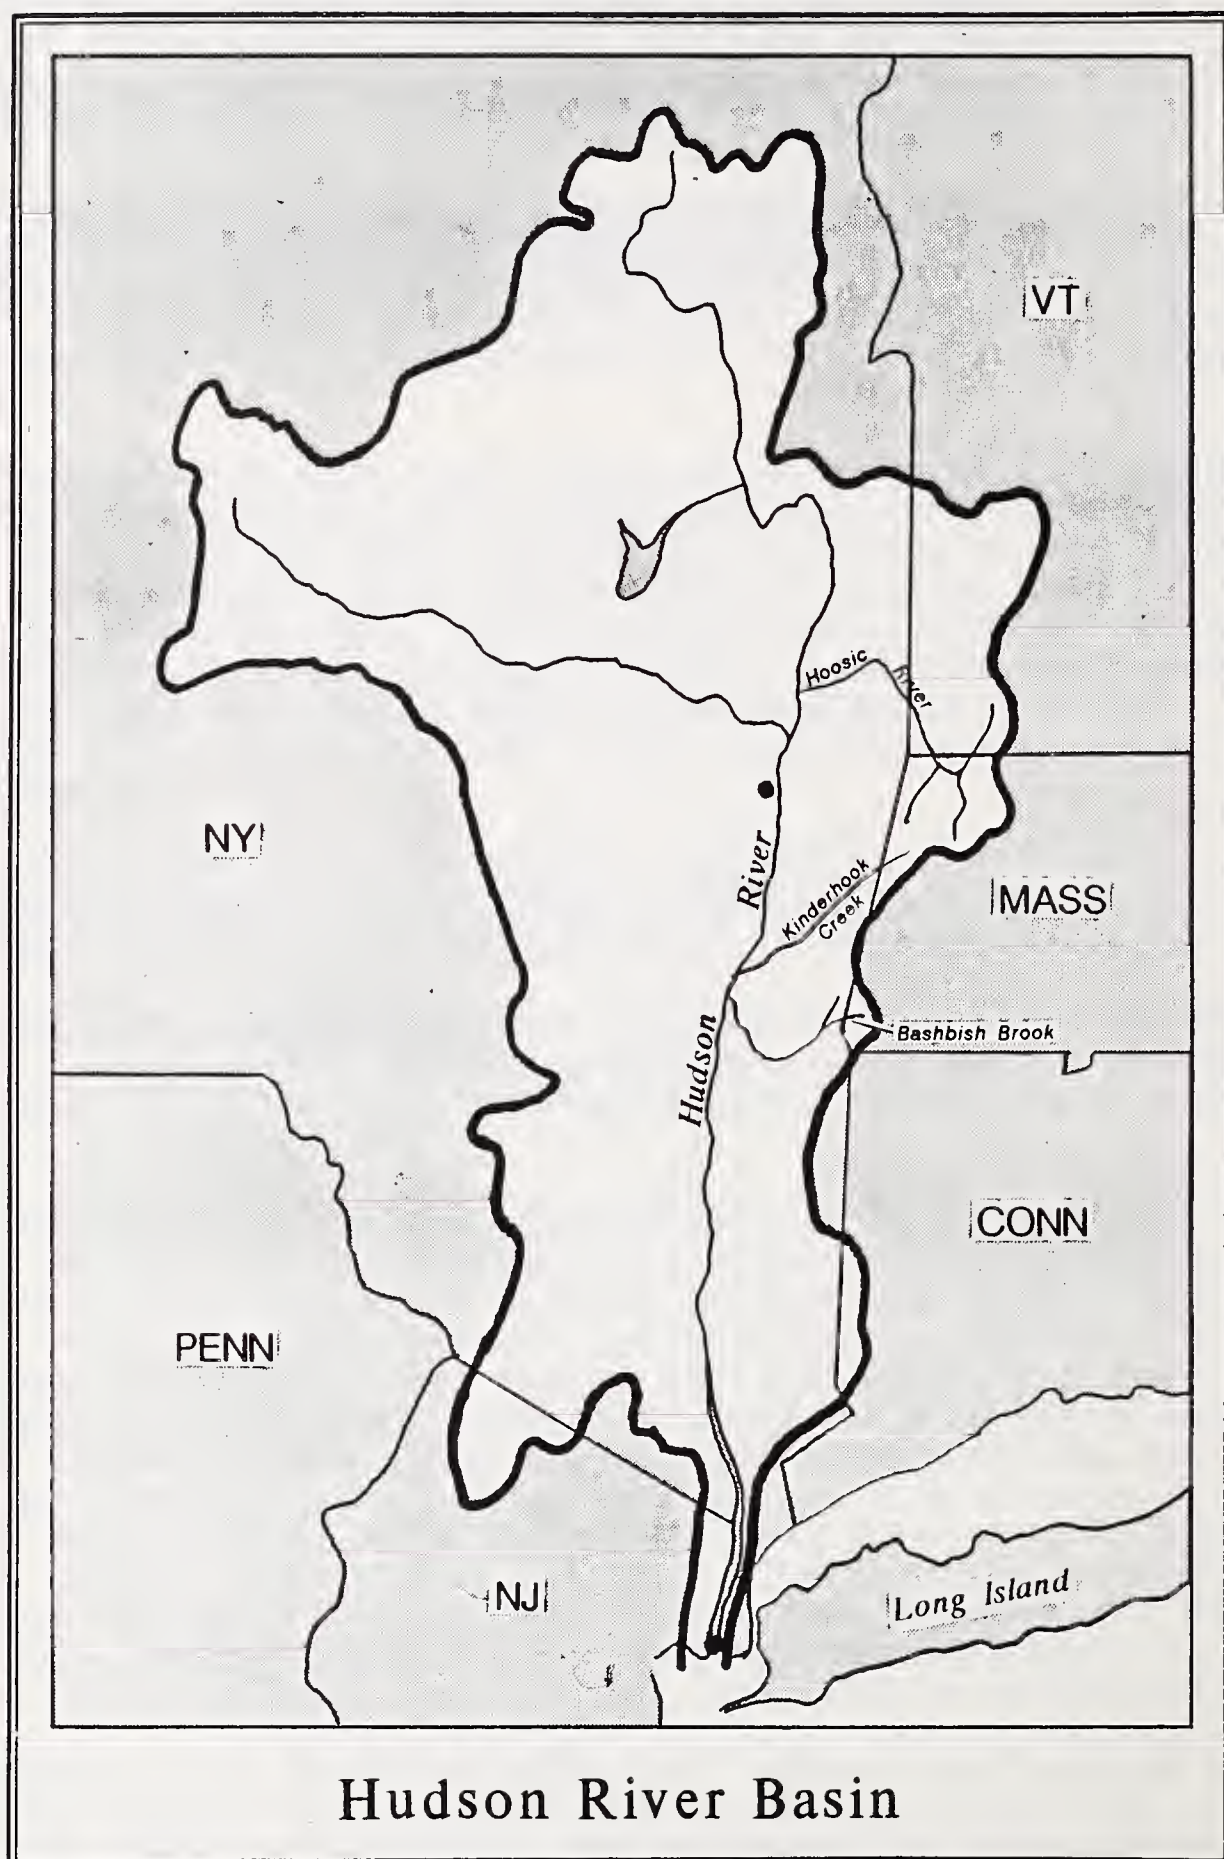 VT
Hoosic
River
NY
River
Kinderhook
Creek
MASS
Hudson
Bashbish Brook
CONN
PENN
NJ
Long Island
Hudson River Basin